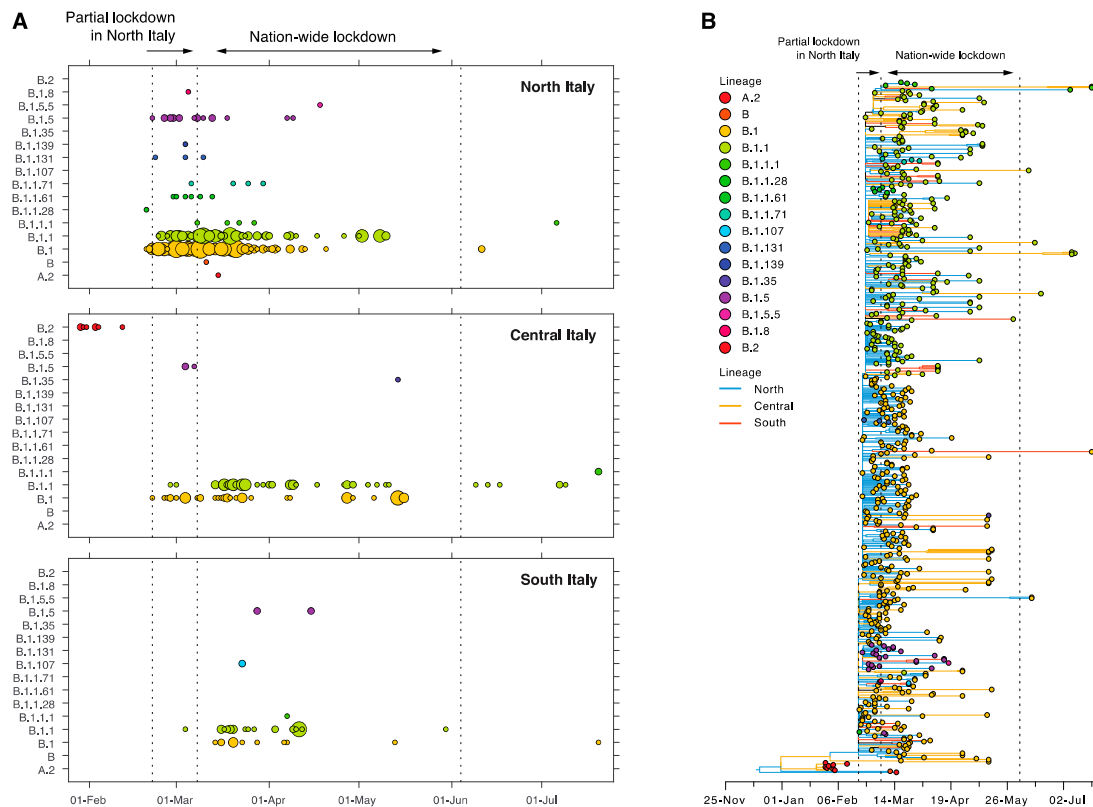 A
Partial lockdown
in North Italy
Nation-wide lockdown
North Italy
B.2
B.1.8
B.1.5.5
B.1.5
B.1.35
B.1.139
B.1.131
B.1.107
B.1.1.71
B.1.1.61
B.1.1.28
B.1.1.1
B.1.1
B.1
B
A.2
Central Italy
B.2
B.1.8
B.1.5.5
B.1.5
B.1.35
B.1.139
B.1.131
B.1.107
B.1.1.71
B.1.1.61
B.1.1.28
B.1.1.1
B.1.1
B.1
B
A.2
South Italy
B.2
B.1.8
B.1.5.5
B.1.5
B.1.35
B.1.139
B.1.131
B.1.107
B.1.1.71
B.1.1.61
B.1.1.28
B.1.1.1
B.1.1
B.1
B
A.2
01-Feb 01-Mar 01-Apr 01-May 01-Jun 01-Jul
B
Partial lockdown
in North Italy
Nation-wide lockdown
Lineage
A.2
B
B.1
B.1.1
B.1.1.1
B.1.1.28
B.1.1.61
B.1.1.71
B.1.107
B.1.131
B.1.139
B.1.35
B.1.5
B.1.5.5
B.1.8
B.2
Lineage
North
Central
South
25-Nov 01-Jan 06-Feb 14-Mar 19-Apr 26-May 02-Jul